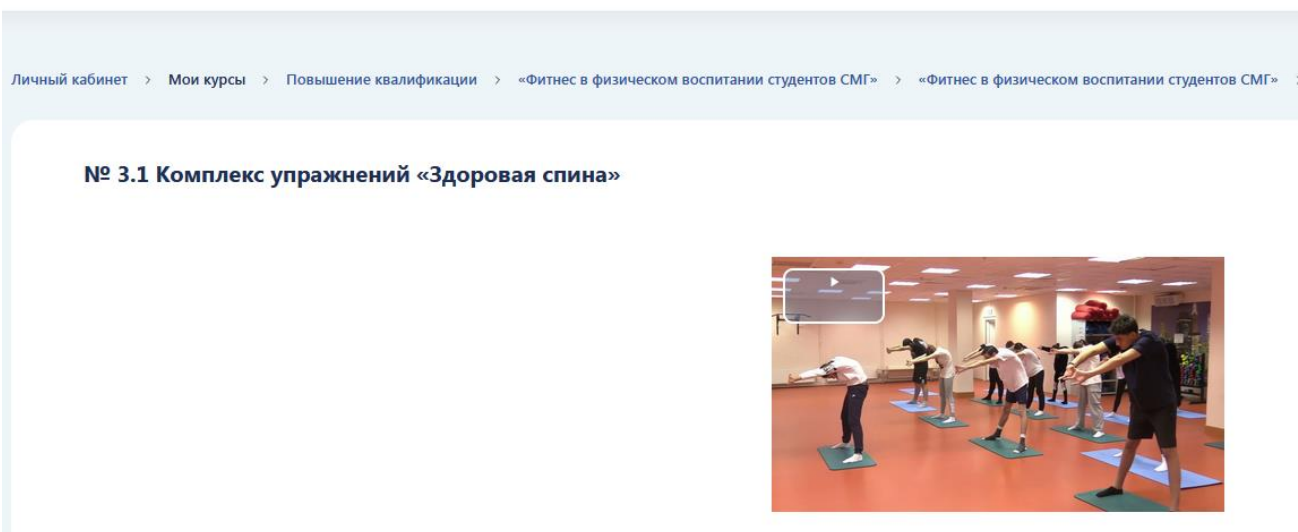 Личный кабинет > Мои курсы > Повышение квалификации > «Фитнес в физическом воспитании студентов СМГ» > «Фитнес в физическом воспитании студентов СМГ»
№ 3.1 Комплекс упражнений «Здоровая спина»